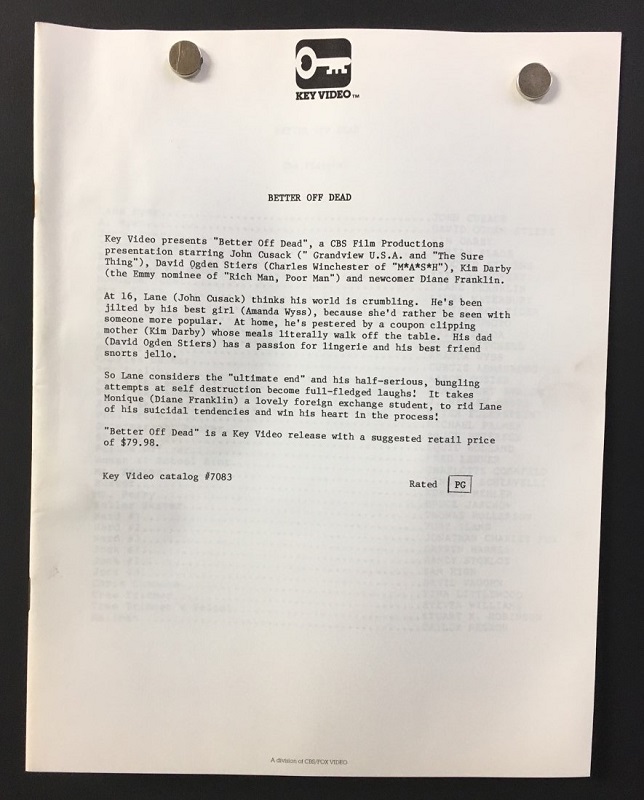 KEY VIDEO™
BETTER OFF DEAD
Key Video presents "Better Off Dead", a CBS Film Productions
presentation starring John Cusack (" Grandview U.S.A. and "The Sure
Thing"), David Ogden Stiers (Charles Winchester of "M*A*S*H"), Kim Darby
(the Emmy nominee of "Rich Man, Poor Man") and newcomer Diane Franklin.
At 16, Lane (John Cusack) thinks his world is crumbling. He's been
jilted by his best girl (Amanda Wyss), because she'd rather be seen with
someone more popular. At home, he's pestered by a coupon clipping
mother (Kim Darby) whose meals literally walk off the table. His dad
(David Ogden Stiers) has a passion for lingerie and his best friend
snorts jello.
So Lane considers the "ultimate end" and his half-serious, bungling
attempts at self destruction become full-fledged laughs! It takes
Monique (Diane Franklin) a lovely foreign exchange student, to rid Lane
of his suicidal tendencies and win his heart in the process!
"Better Off Dead" is a Key Video release with a suggested retail price
of $79.98.
Key Video catalog #7083
Rated PG
A division of CBS/FOX VIDEO